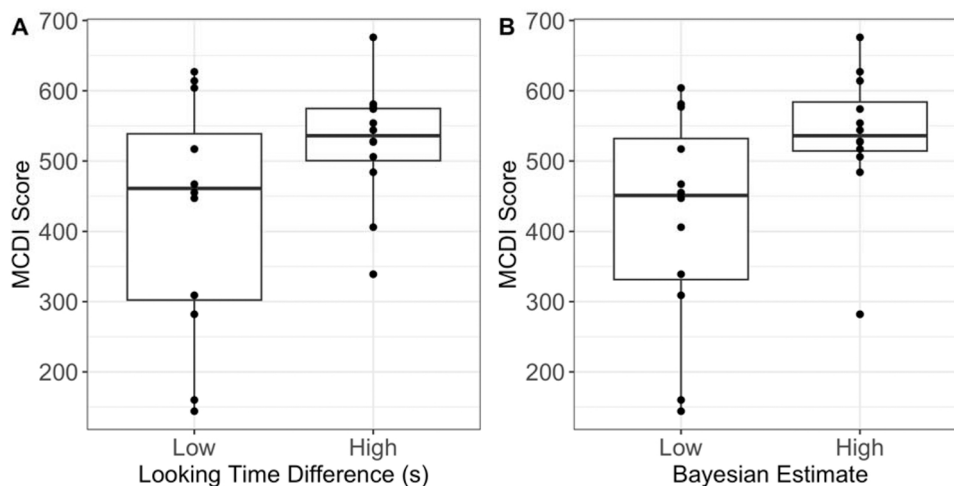 A
MCDI Score
700
600
500
400
300
200
Low
High
Looking Time Difference (s)
B
MCDI Score
700
600
500
400
300
200
Low
High
Bayesian Estimate